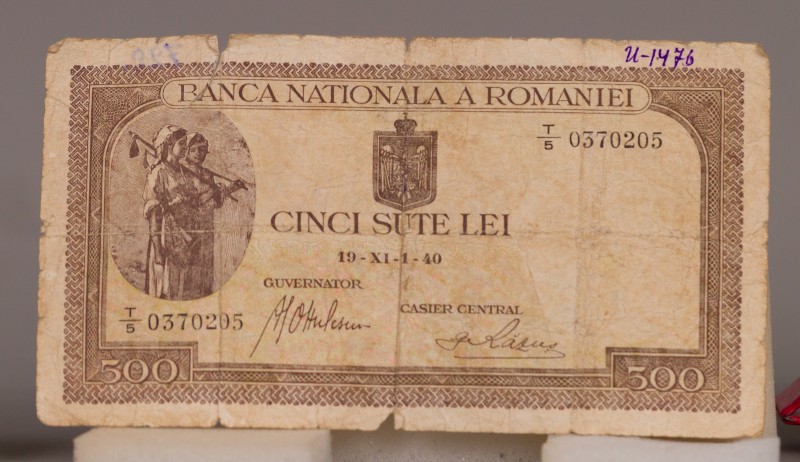 И-1476
BANCA NATIONALA A ROMANIEI
T/5 0370205
CINCI SUTE LEI
19-XI-1-40
GUVERNATOR
CASIER CENTRAL
T/5 0370205
500
500